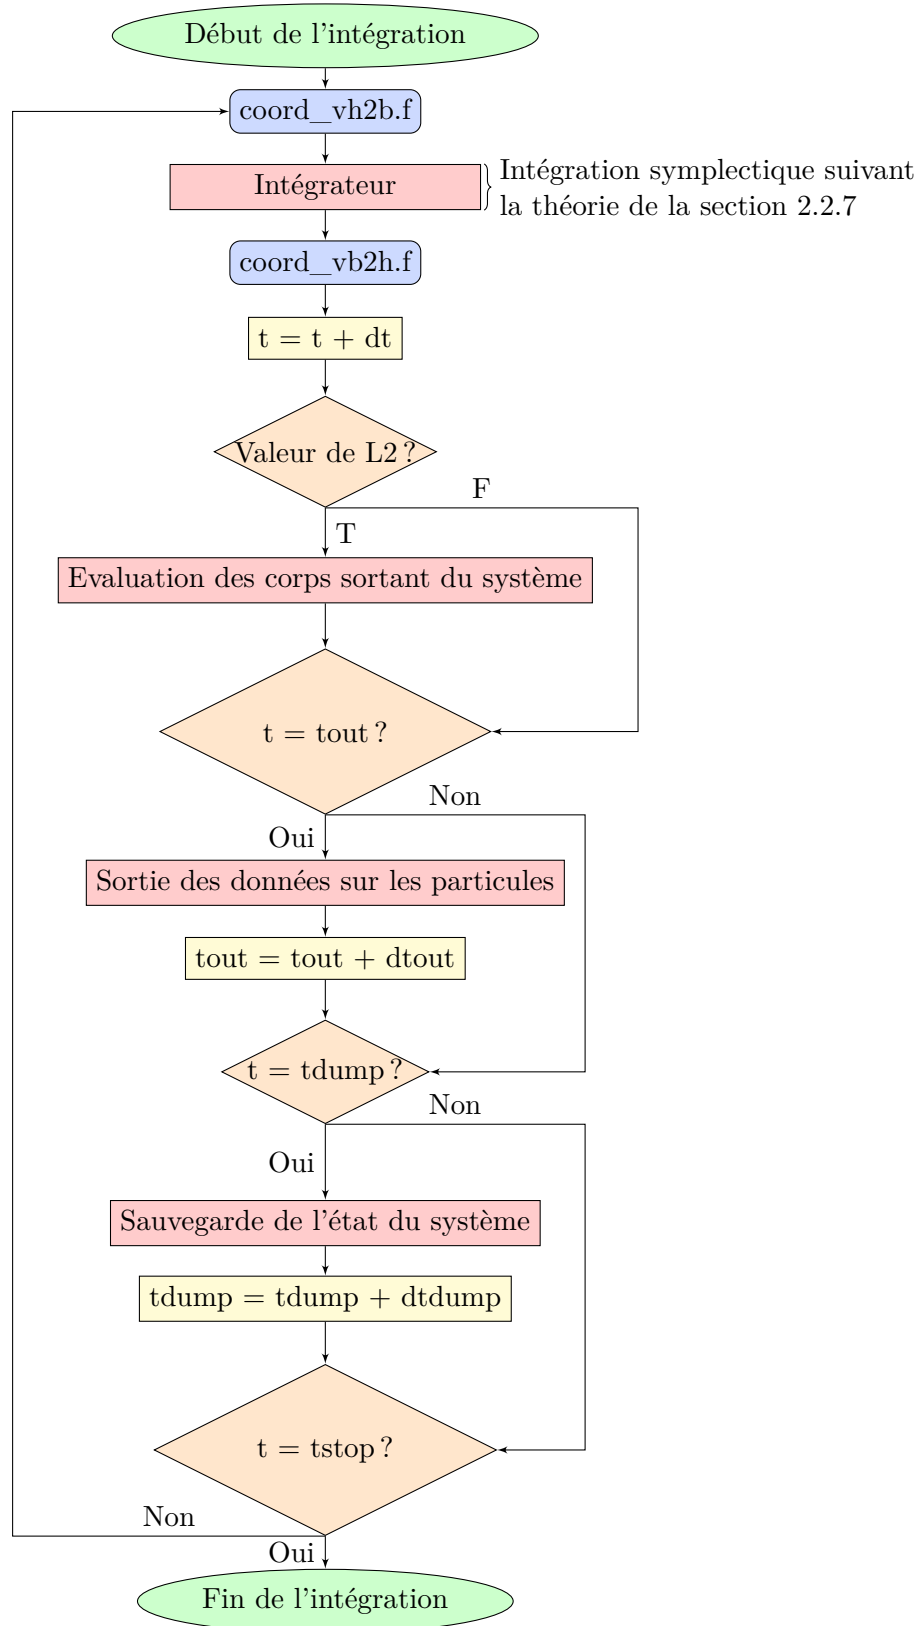 Début de l'intégration
coord_vh2b.f
Intégrateur
Intégration symplectique suivant
la théorie de la section 2.2.7
coord_vb2h.f
t = t + dt
Valeur de L2 ?
F
T
Evaluation des corps sortant du système
t = tout ?
Non
Oui
Sortie des données sur les particules
tout = tout + dtout
t = tdump ?
Non
Oui
Sauvegarde de l'état du système
tdump = tdump + dtdump
t = tstop ?
Non
Oui
Fin de l'intégration